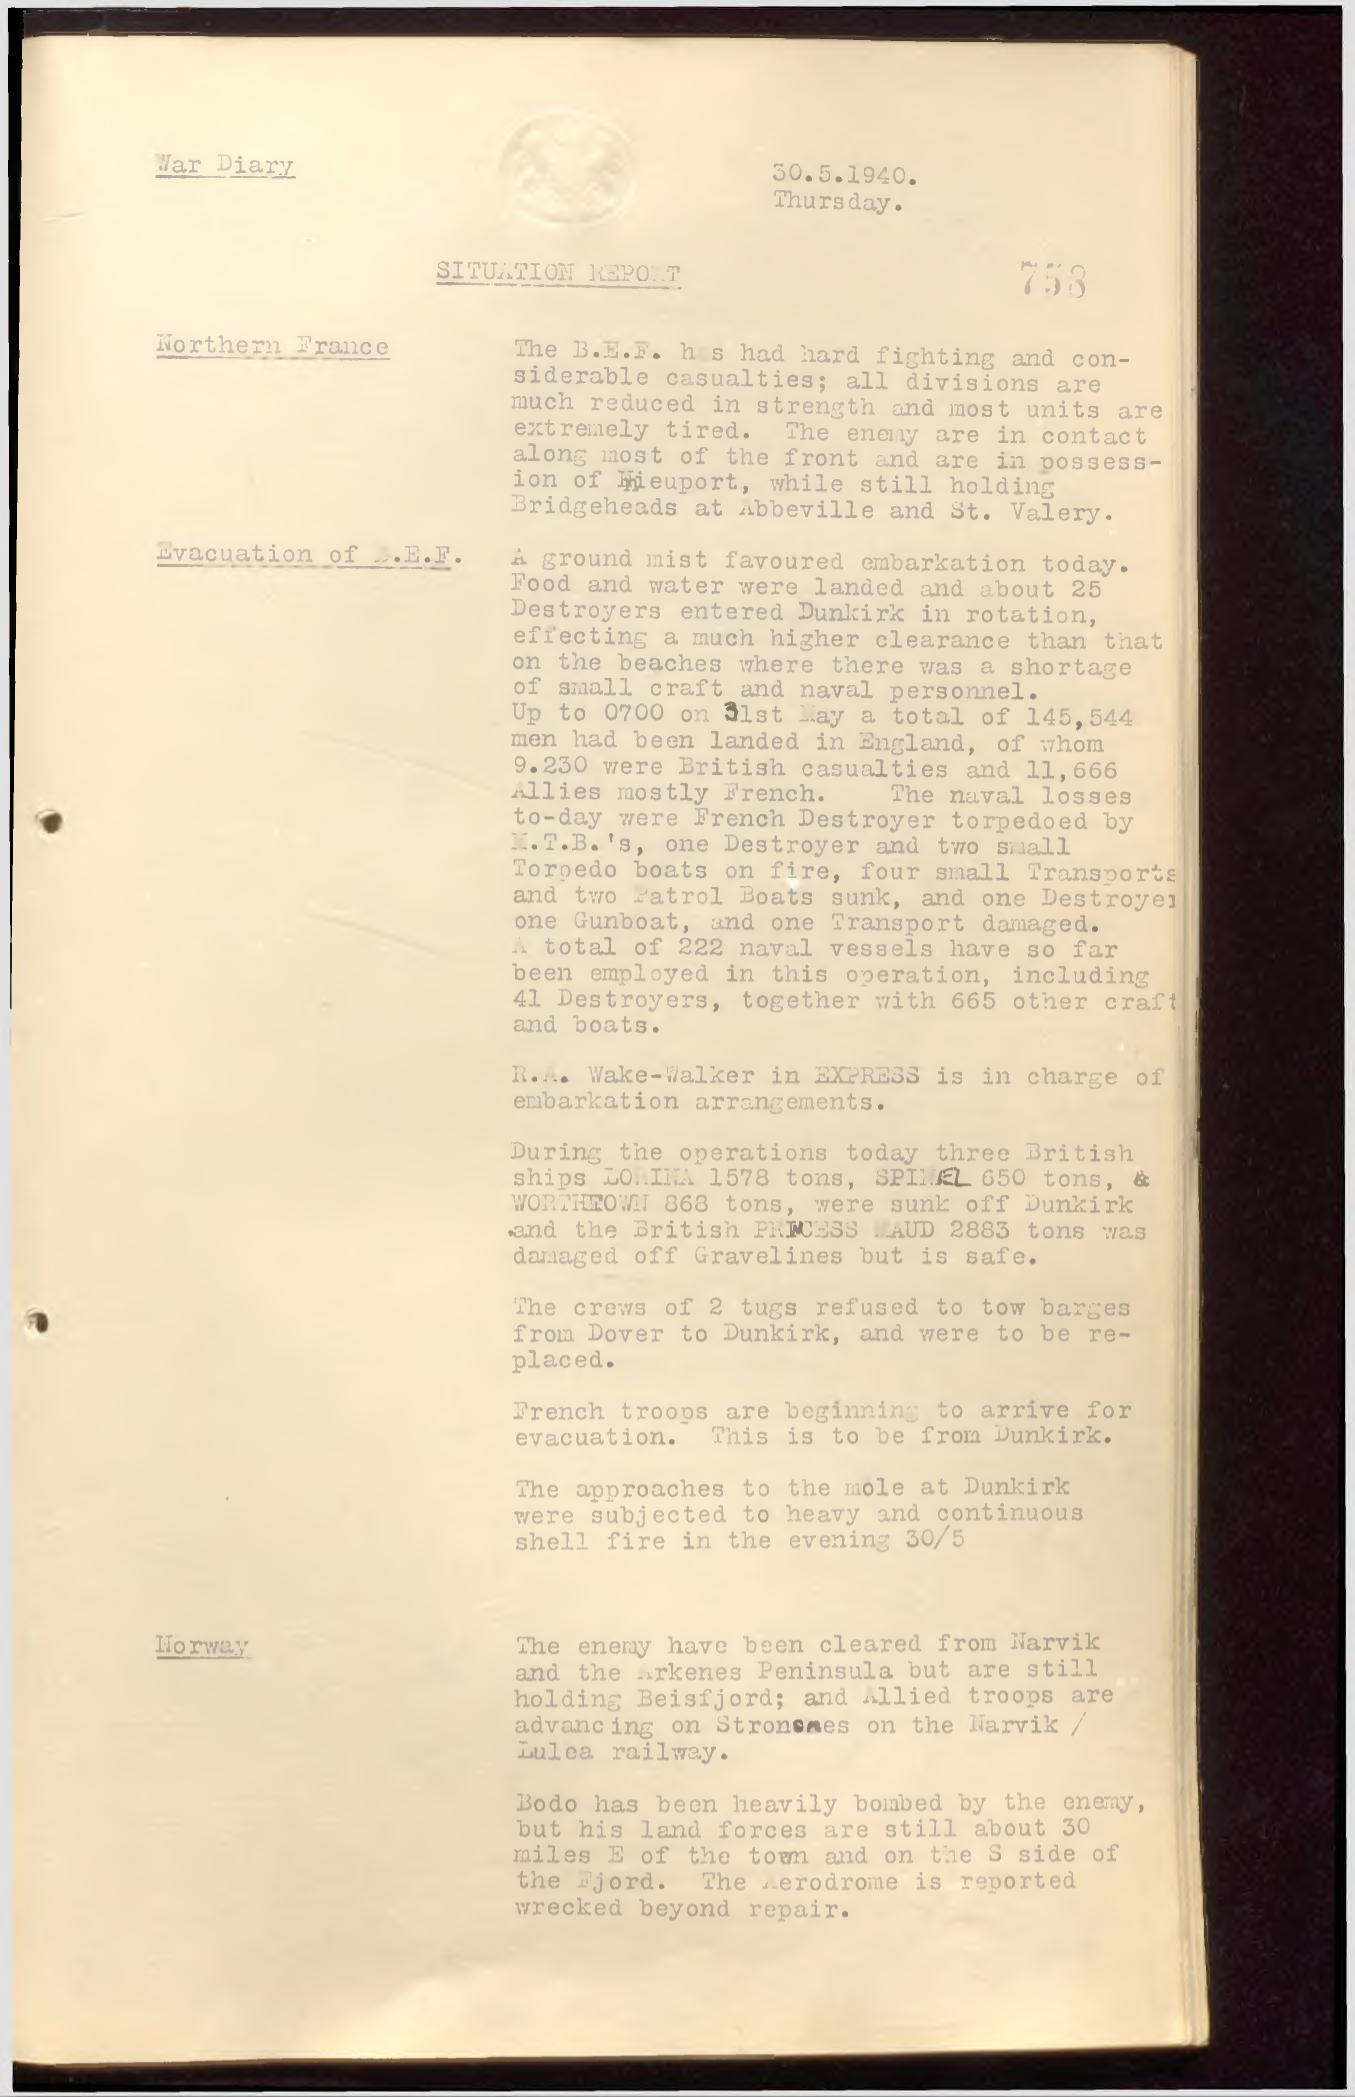 War Diary
30.5.1940.
Thursday.
SITUATION REPORT
758
Northern France
The B.E.F. has had hard fighting and con-
siderable casualties; all divisions are
much reduced in strength and most units are
extremely tired. The enemy are in contact
along most of the front and are in possess-
ion of Nieuport, while still holding
Bridgeheads at Abbeville and St. Valery.
Evacuation of B.E.F.
A ground mist favoured embarkation today.
Food and water were landed and about 25
Destroyers entered Dunkirk in rotation,
effecting a much higher clearance than that
on the beaches where there was a shortage
of small craft and naval personnel.
Up to 0700 on 31st May a total of 145,544
men had been landed in England, of whom
9.230 were British casualties and 11,666
Allies mostly French. The naval losses
to-day were French Destroyer torpedoed by
M.T.B.'s, one Destroyer and two small
Torpedo boats on fire, four small Transports
and two Patrol Boats sunk, and one Destroyer
one Gunboat, and one Transport damaged.
A total of 222 naval vessels have so far
been employed in this operation, including
41 Destroyers, together with 665 other craft
and boats.
R.A. Wake-Walker in EXPRESS is in charge of
embarkation arrangements.
During the operations today three British
ships LORINA 1578 tons, SPINEL 650 tons, &
WORTHTOWN 868 tons, were sunk off Dunkirk
and the British PRINCESS MAUD 2883 tons was
damaged off Gravelines but is safe.
The crews of 2 tugs refused to tow barges
from Dover to Dunkirk, and were to be re-
placed.
French troops are beginning to arrive for
evacuation. This is to be from Dunkirk.
The approaches to the mole at Dunkirk
were subjected to heavy and continuous
shell fire in the evening 30/5
Norway
The enemy have been cleared from Narvik
and the Arkenes Peninsula but are still
holding Beisfjord; and Allied troops are
advancing on on the Narvik /
Lulea railway.
Bodo has been heavily bombed by the enemy,
but his land forces are still about 30
miles E of the town and on the S side of
the Fjord. The Aerodrome is reported
wrecked beyond repair.